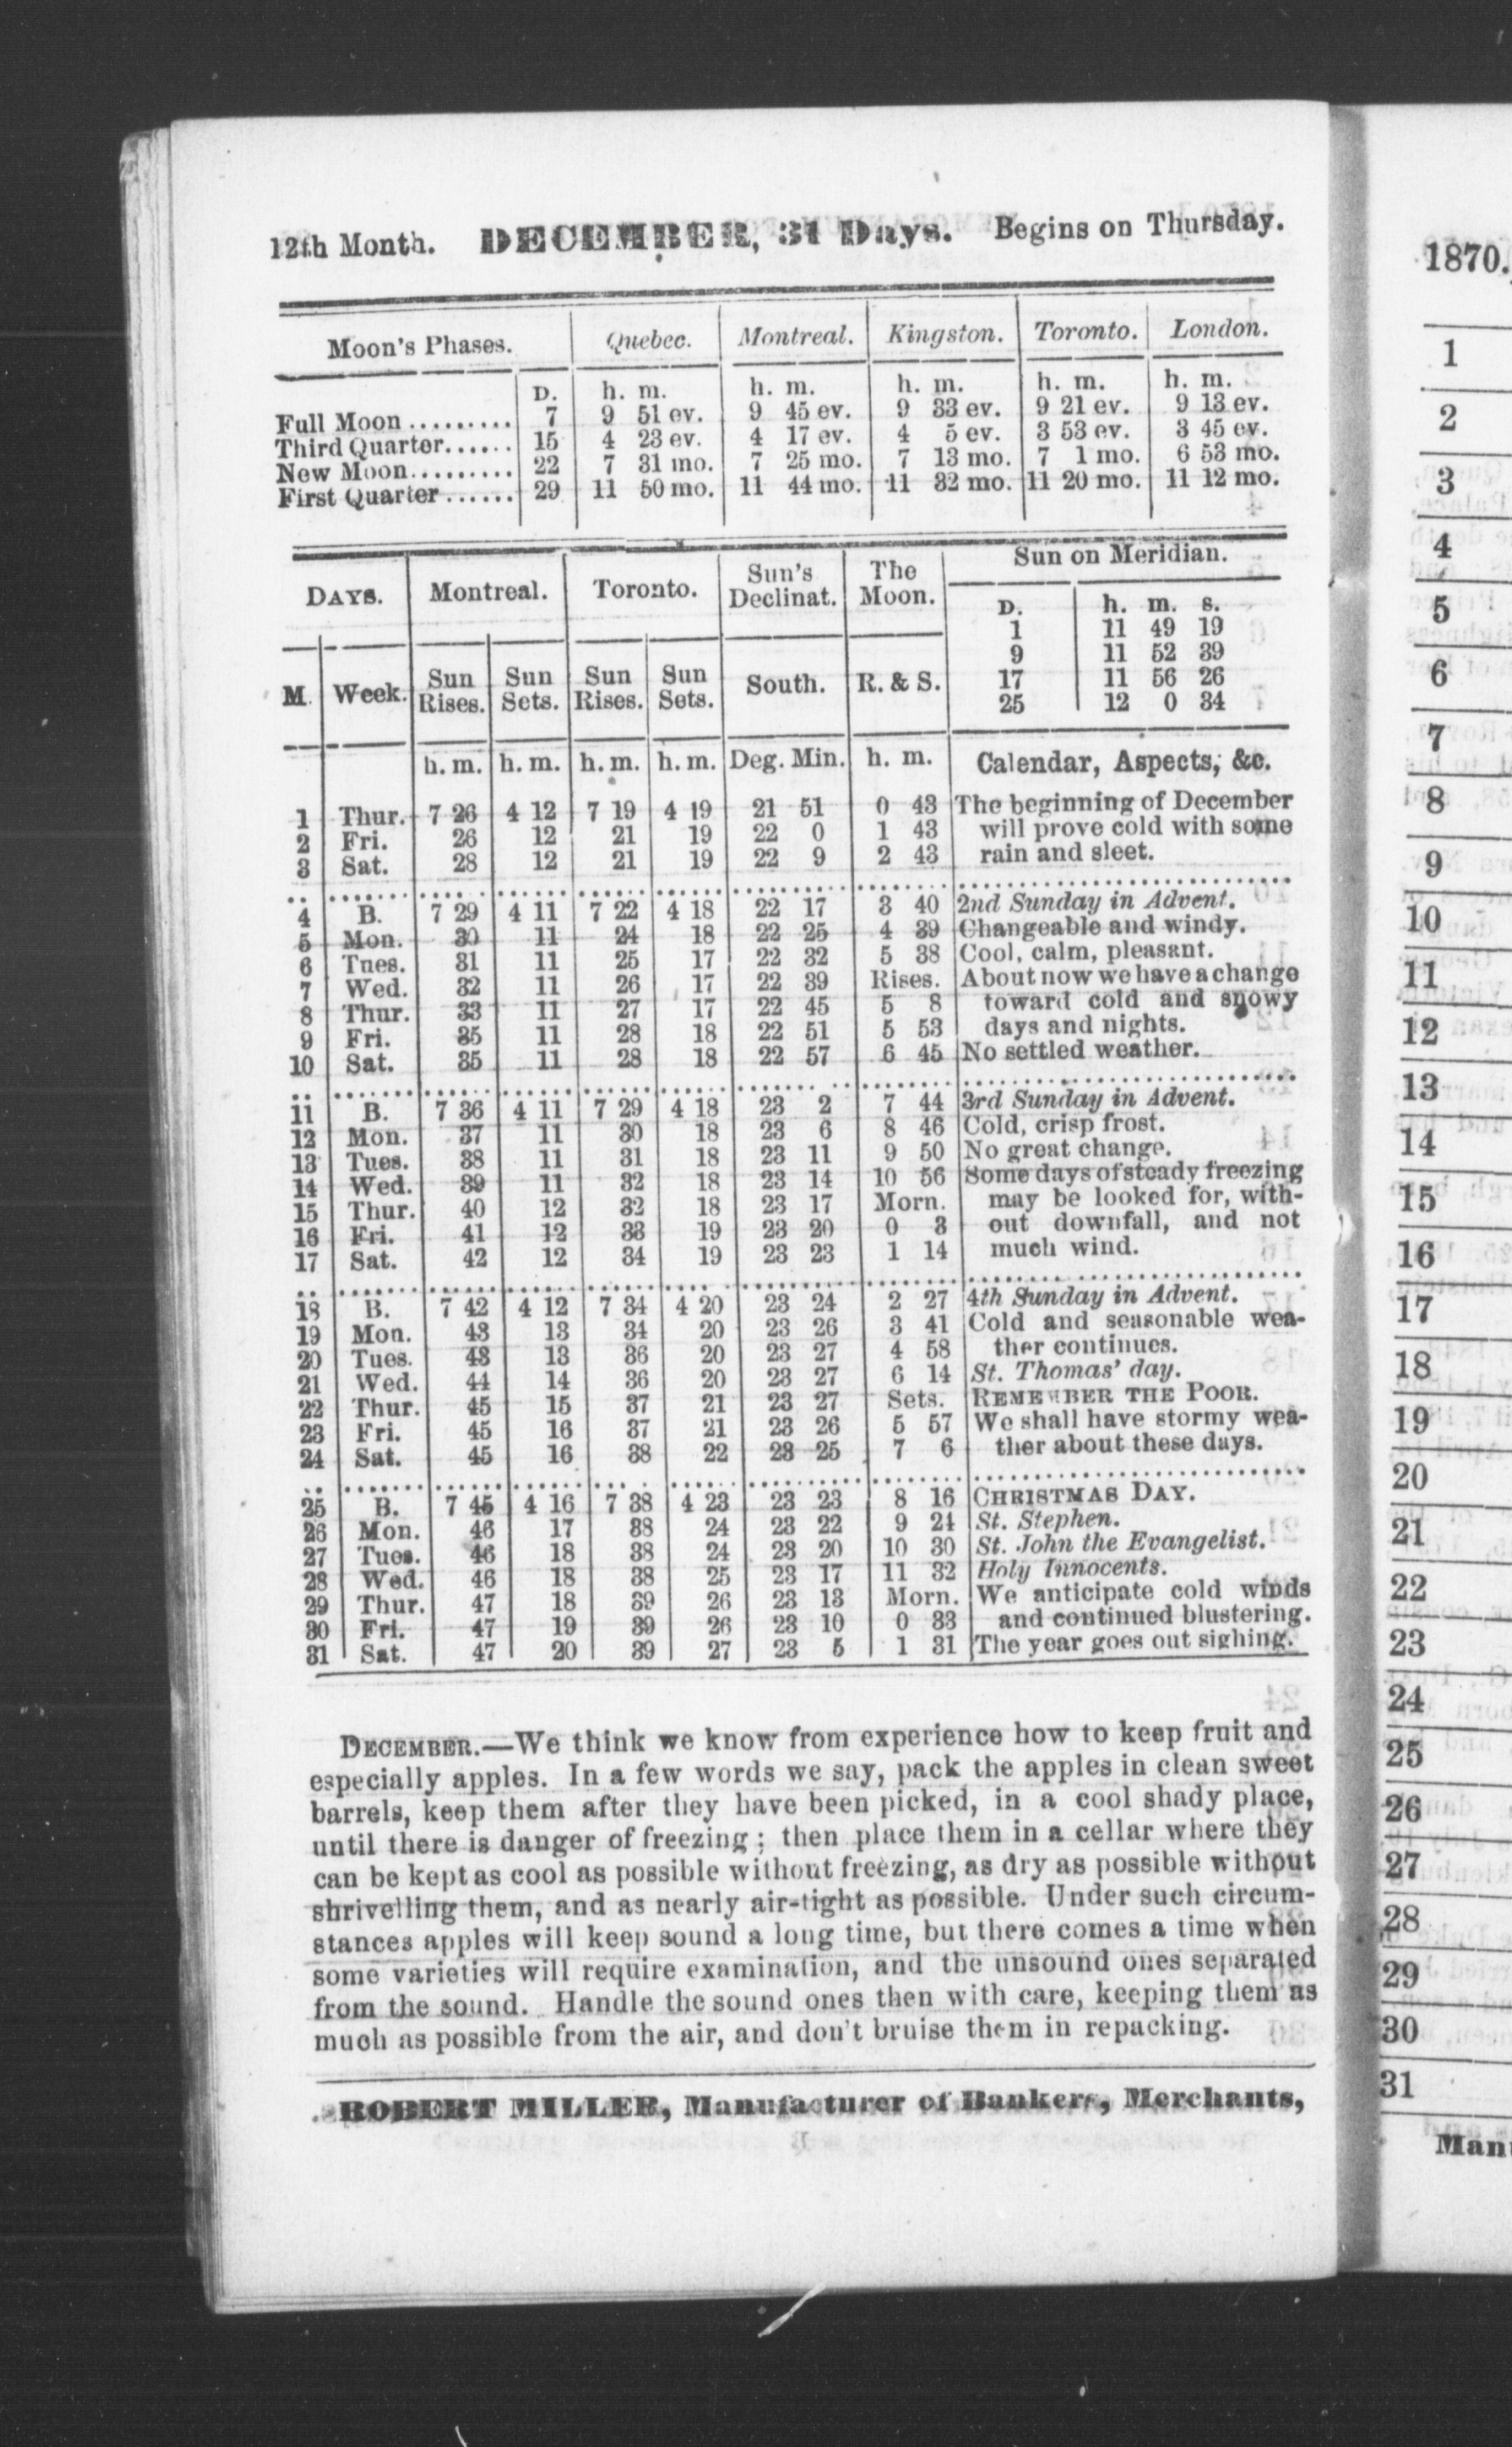 12th Month. DECEMBER, 31 Days. Begins on Thursday.
Moon's Phases. Quebec. Montreal. Kingston. Toronto. London.
D. h. m. h. m. h. m. h. m. h. m.
Full Moon ......... 7 9 51 ev. 9 45 ev. 9 33 ev. 9 21 ev. 9 13 ev.
Third Quarter...... 15 4 23 ev. 4 17 ev. 4 5 ev. 3 53 ev. 3 45 ev.
New Moon......... 22 7 31 mo. 7 25 mo. 7 13 mo. 7 1 mo. 6 53 mo.
First Quarter ...... 29 11 50 mo. 11 44 mo. 11 32 mo. 11 20 mo. 11 12 mo.
DAYS. Montreal. Toronto. Sun's Declinat. The Moon. Sun on Meridian.
D. h. m. s.
1 11 49 19
9 11 52 39
17 11 56 26
25 12 0 34
M. Week. Sun Rises. Sun Sets. Sun Rises. Sun Sets. South. R. & S.
h. m. h. m. h. m. h. m. Deg. Min. h. m. Calendar, Aspects, &c.
1 Thur. 7 26 4 12 7 19 4 19 21 51 0 43 The beginning of December
2 Fri. 26 12 21 19 22 0 1 43 will prove cold with some
3 Sat. 28 12 21 19 22 9 2 43 rain and sleet.
4 B. 7 29 4 11 7 22 4 18 22 17 3 40 2nd Sunday in Advent.
5 Mon. 30 11 24 18 22 25 4 39 Changeable and windy.
6 Tues. 31 11 25 17 22 32 5 38 Cool, calm, pleasant.
7 Wed. 32 11 26 17 22 39 Rises. About now we have a change
8 Thur. 33 11 27 17 22 45 5 8 toward cold and snowy
9 Fri. 35 11 28 18 22 51 5 53 days and nights.
10 Sat. 35 11 28 18 22 57 6 45 No settled weather.
11 B. 7 36 4 11 7 29 4 18 23 2 7 44 3rd Sunday in Advent.
12 Mon. 37 11 30 18 23 6 8 46 Cold, crisp frost.
13 Tues. 38 11 31 18 23 11 9 50 No great change.
14 Wed. 39 11 32 18 23 14 10 56 Some days of steady freezing
15 Thur. 40 12 32 18 23 17 Morn. may be looked for, with-
16 Fri. 41 12 33 19 23 20 0 3 out downfall, and not
17 Sat. 42 12 34 19 23 23 1 14 much wind.
18 B. 7 42 4 12 7 34 4 20 23 24 2 27 4th Sunday in Advent.
19 Mon. 43 13 34 20 23 26 3 41 Cold and seasonable wea-
20 Tues. 43 13 36 20 23 27 4 58 ther continues.
21 Wed. 44 14 36 20 23 27 6 14 St. Thomas' day.
22 Thur. 45 15 37 21 23 27 Sets. REMEMBER THE POOR.
23 Fri. 45 16 37 21 23 26 5 57 We shall have stormy wea-
24 Sat. 45 16 38 22 23 25 7 6 ther about these days.
25 B. 7 45 4 16 7 38 4 23 23 23 8 16 CHRISTMAS DAY.
26 Mon. 46 17 38 24 23 22 9 24 St. Stephen.
27 Tues. 46 18 38 24 23 20 10 30 St. John the Evangelist.
28 Wed. 46 18 38 25 23 17 11 32 Holy Innocents.
29 Thur. 47 18 39 26 23 13 Morn. We anticipate cold winds
30 Fri. 47 19 39 26 23 10 0 33 and continued blustering.
31 Sat. 47 20 39 27 23 5 1 31 The year goes out sighing.
DECEMBER.—We think we know from experience how to keep fruit and
especially apples. In a few words we say, pack the apples in clean sweet
barrels, keep them after they have been picked, in a cool shady place,
until there is danger of freezing; then place them in a cellar where they
can be kept as cool as possible without freezing, as dry as possible without
shrivelling them, and as nearly air-tight as possible. Under such circum-
stances apples will keep sound a long time, but there comes a time when
some varieties will require examination, and the unsound ones separated
from the sound. Handle the sound ones then with care, keeping them as
much as possible from the air, and don't bruise them in repacking.
ROBERT MILLER, Manufacturer of Bankers, Merchants,
1870.
1
2
3
4
5
6
7
8
9
10
11
12
13
14
15
16
17
18
19
20
21
22
23
24
25
26
27
28
29
30
31